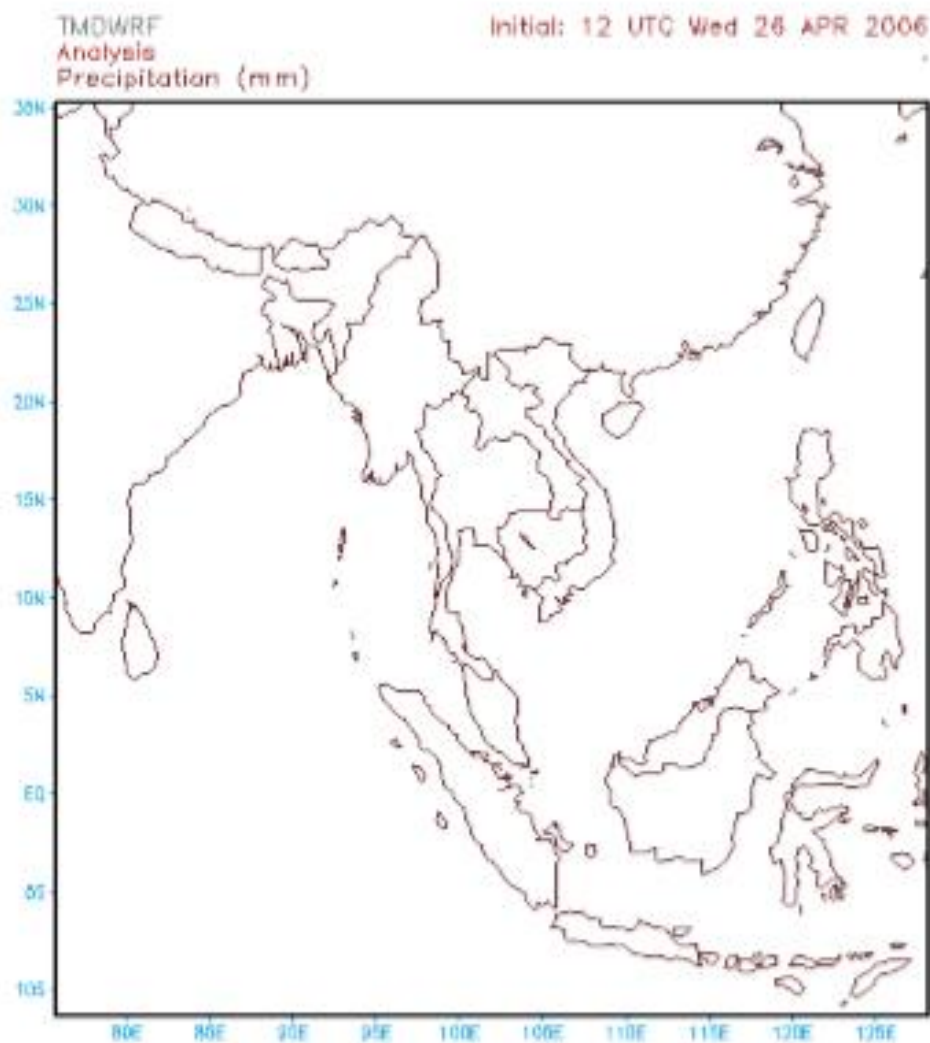 TMDWRF
Initial: 12 UTC Wed 26 APR 2006
Analysis
Precipitation (mm)
30N
25N
20N
15N
10N
5N
EQ
5S
10S
80E
85E
90E
95E
100E
105E
110E
115E
120E
125E